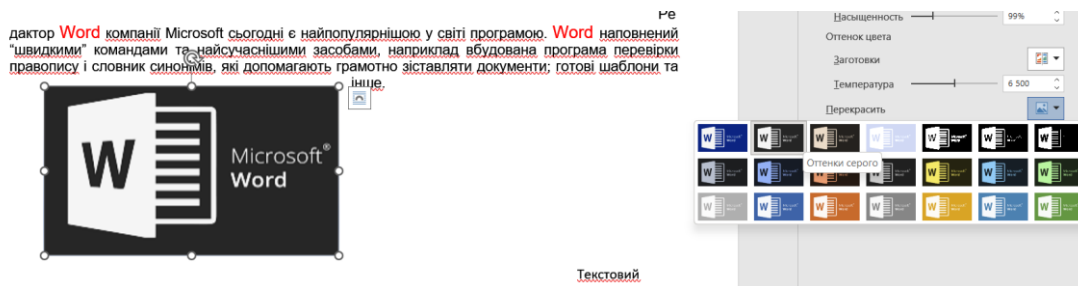 Ре
дактор Word компанії Microsoft сьогодні є найпопулярнішою у світі програмою. Word наповнений
“швидкими” командами та найсучаснішими засобами, наприклад вбудована програма перевірки
правопису і словник синонімів, які допомагають грамотно зіставляти документи; готові шаблони та
інше.
W Microsoft®
Word
Текстовий
Насыщенность 99%
Оттенок цвета
Заготовки
Температура 6 500
Перекрасить
Оттенки серого